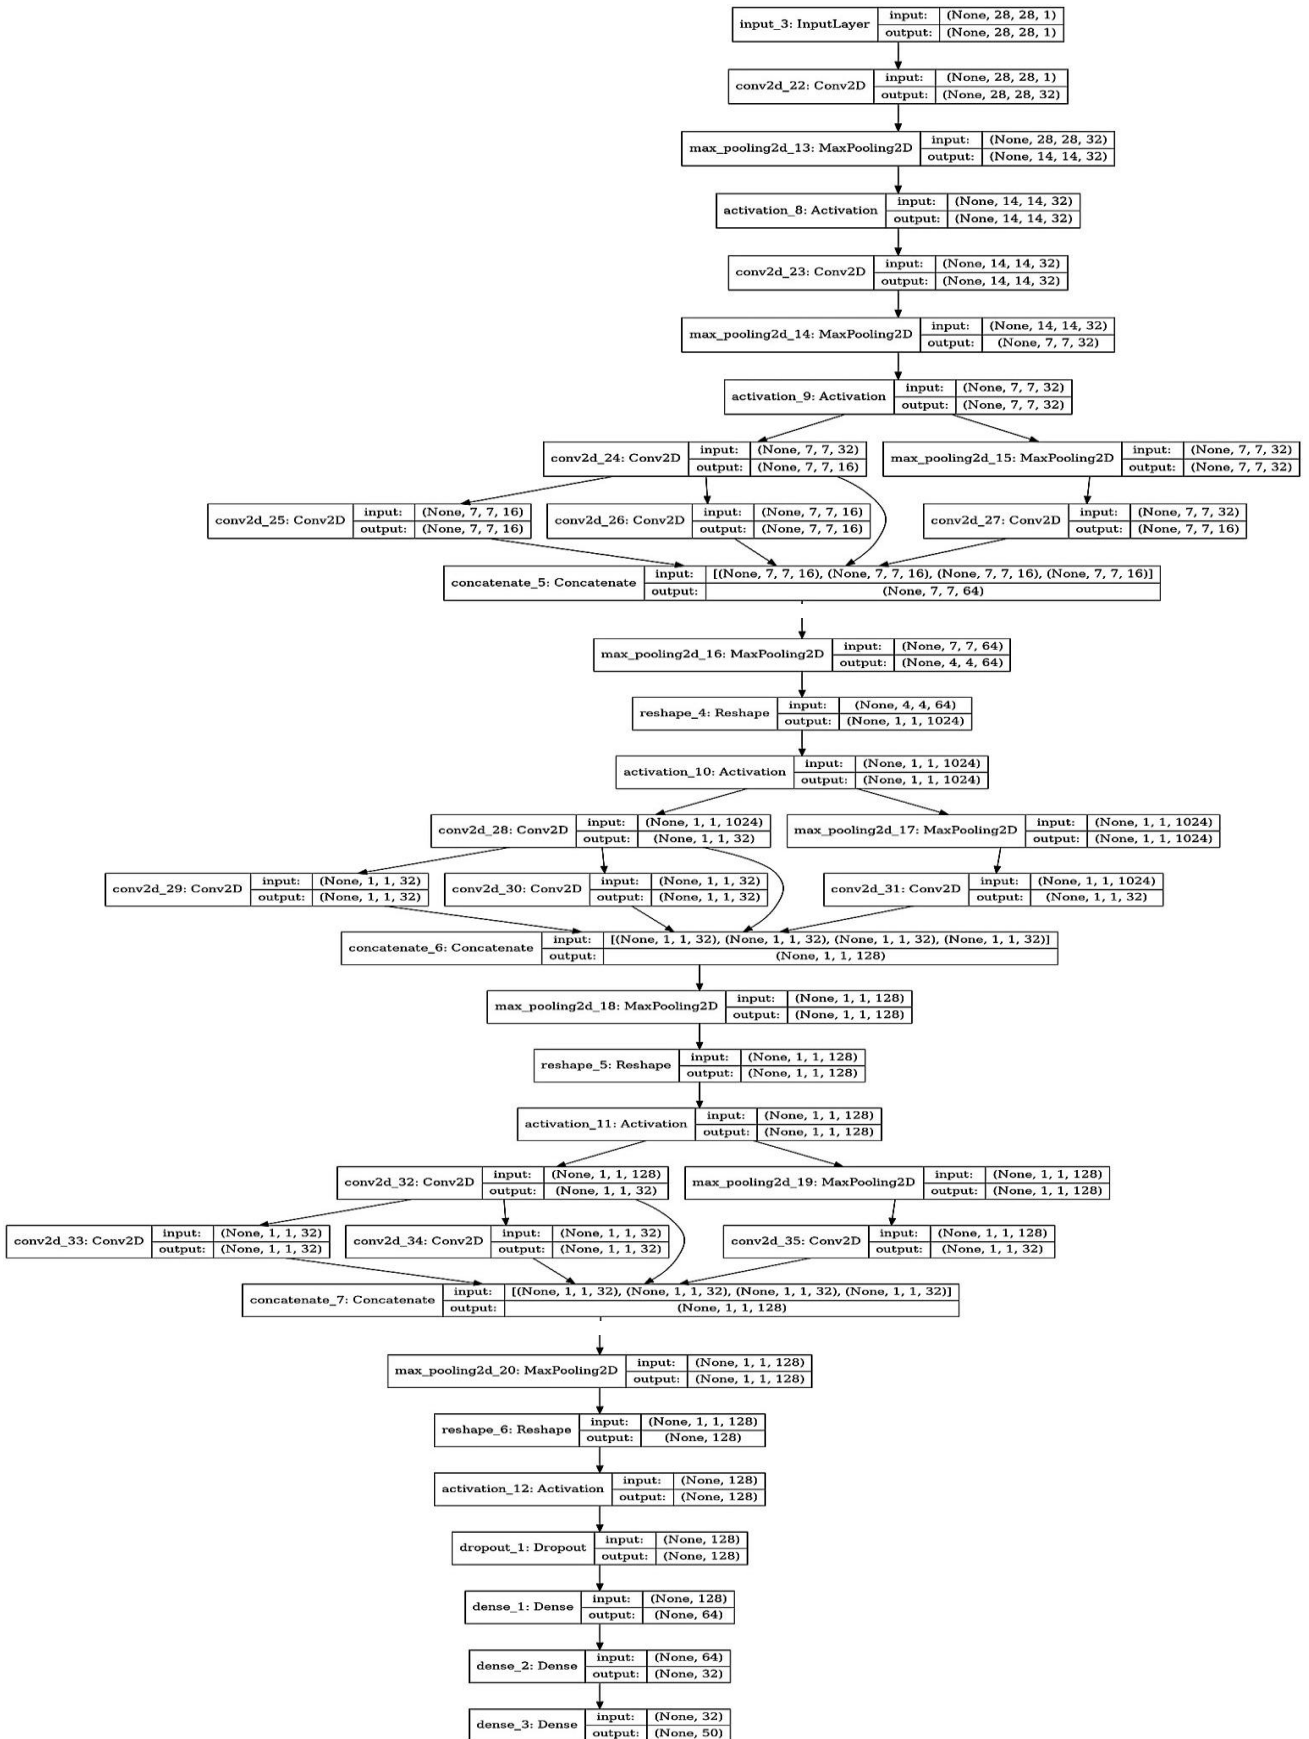 input_3: InputLayer input: (None, 28, 28, 1)
output: (None, 28, 28, 1)
conv2d_22: Conv2D input: (None, 28, 28, 1)
output: (None, 28, 28, 32)
max_pooling2d_13: MaxPooling2D input: (None, 28, 28, 32)
output: (None, 14, 14, 32)
activation_8: Activation input: (None, 14, 14, 32)
output: (None, 14, 14, 32)
conv2d_23: Conv2D input: (None, 14, 14, 32)
output: (None, 14, 14, 32)
max_pooling2d_14: MaxPooling2D input: (None, 14, 14, 32)
output: (None, 7, 7, 32)
activation_9: Activation input: (None, 7, 7, 32)
output: (None, 7, 7, 32)
conv2d_24: Conv2D input: (None, 7, 7, 32)
output: (None, 7, 7, 16)
max_pooling2d_15: MaxPooling2D input: (None, 7, 7, 32)
output: (None, 7, 7, 32)
conv2d_25: Conv2D input: (None, 7, 7, 16)
output: (None, 7, 7, 16)
conv2d_26: Conv2D input: (None, 7, 7, 16)
output: (None, 7, 7, 16)
conv2d_27: Conv2D input: (None, 7, 7, 32)
output: (None, 7, 7, 16)
concatenate_5: Concatenate input: [(None, 7, 7, 16), (None, 7, 7, 16), (None, 7, 7, 16), (None, 7, 7, 16)]
output: (None, 7, 7, 64)
max_pooling2d_16: MaxPooling2D input: (None, 7, 7, 64)
output: (None, 4, 4, 64)
reshape_4: Reshape input: (None, 4, 4, 64)
output: (None, 1, 1, 1024)
activation_10: Activation input: (None, 1, 1, 1024)
output: (None, 1, 1, 1024)
conv2d_28: Conv2D input: (None, 1, 1, 1024)
output: (None, 1, 1, 32)
max_pooling2d_17: MaxPooling2D input: (None, 1, 1, 1024)
output: (None, 1, 1, 1024)
conv2d_29: Conv2D input: (None, 1, 1, 32)
output: (None, 1, 1, 32)
conv2d_30: Conv2D input: (None, 1, 1, 32)
output: (None, 1, 1, 32)
conv2d_31: Conv2D input: (None, 1, 1, 1024)
output: (None, 1, 1, 32)
concatenate_6: Concatenate input: [(None, 1, 1, 32), (None, 1, 1, 32), (None, 1, 1, 32), (None, 1, 1, 32)]
output: (None, 1, 1, 128)
max_pooling2d_18: MaxPooling2D input: (None, 1, 1, 128)
output: (None, 1, 1, 128)
reshape_5: Reshape input: (None, 1, 1, 128)
output: (None, 1, 1, 128)
activation_11: Activation input: (None, 1, 1, 128)
output: (None, 1, 1, 128)
conv2d_32: Conv2D input: (None, 1, 1, 128)
output: (None, 1, 1, 32)
max_pooling2d_19: MaxPooling2D input: (None, 1, 1, 128)
output: (None, 1, 1, 128)
conv2d_33: Conv2D input: (None, 1, 1, 32)
output: (None, 1, 1, 32)
conv2d_34: Conv2D input: (None, 1, 1, 32)
output: (None, 1, 1, 32)
conv2d_35: Conv2D input: (None, 1, 1, 128)
output: (None, 1, 1, 32)
concatenate_7: Concatenate input: [(None, 1, 1, 32), (None, 1, 1, 32), (None, 1, 1, 32), (None, 1, 1, 32)]
output: (None, 1, 1, 128)
max_pooling2d_20: MaxPooling2D input: (None, 1, 1, 128)
output: (None, 1, 1, 128)
reshape_6: Reshape input: (None, 1, 1, 128)
output: (None, 128)
activation_12: Activation input: (None, 128)
output: (None, 128)
dropout_1: Dropout input: (None, 128)
output: (None, 128)
dense_1: Dense input: (None, 128)
output: (None, 64)
dense_2: Dense input: (None, 64)
output: (None, 32)
dense_3: Dense input: (None, 32)
output: (None, 50)